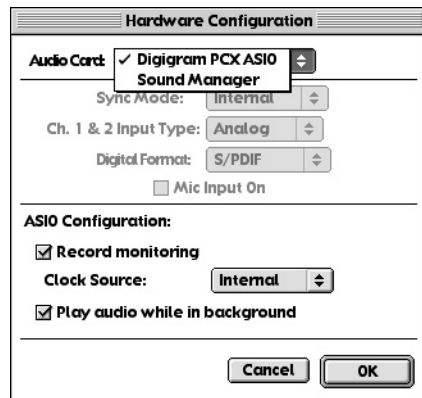 Hardware Configuration
Audio Card: ✓ Digigram PCX ASIO
Sound Manager
Sync Mode: Internal
Ch. 1 & 2 Input Type: Analog
Digital Format: S/PDIF
Mic Input On
ASIO Configuration:
Record monitoring
Clock Source: Internal
Play audio while in background
Cancel OK